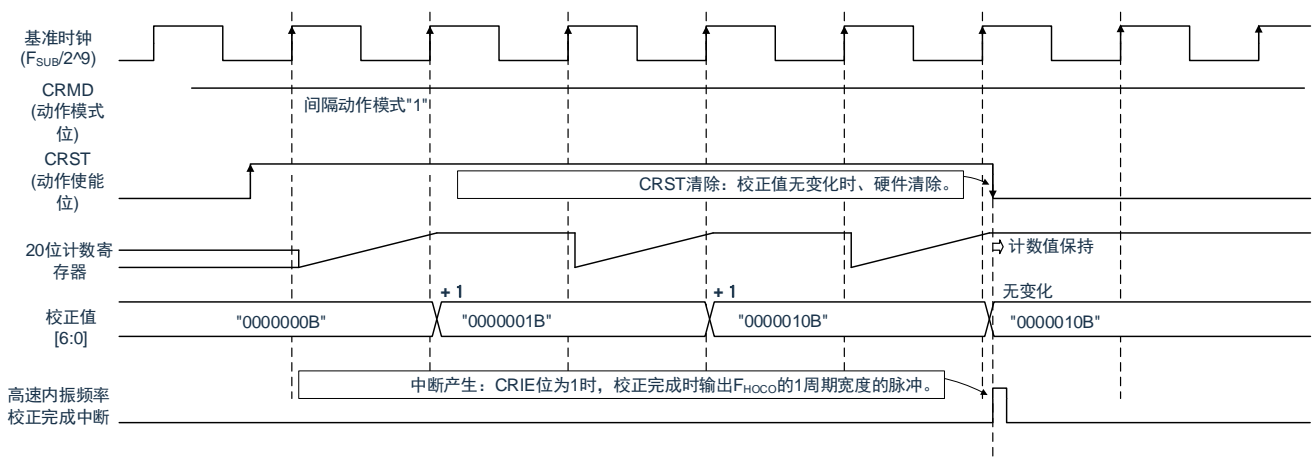 基准时钟
(FSUB/2^9)
CRMD
(动作模式
位)
间隔动作模式"1"
CRST
(动作使能
位)
CRST清除：校正值无变化时、硬件清除。
20位计数寄
存器
计数值保持
校正值
[6:0]
+ 1
+ 1
无变化
"0000000B"
"0000001B"
"0000010B"
"0000010B"
中断产生：CRIE位为1时，校正完成时输出FHOCO的1周期宽度的脉冲。
高速内振频率
校正完成中断